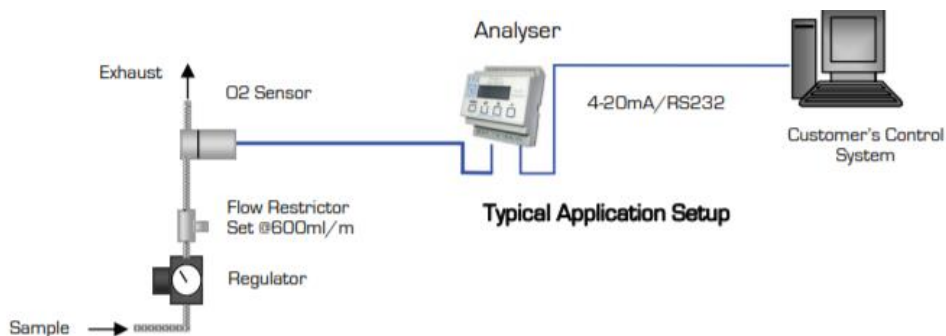 Analyser
Exhaust
O2 Sensor
4-20mA/RS232
Customer's Control
System
Flow Restrictor
Set @600ml/m
Typical Application Setup
Regulator
Sample